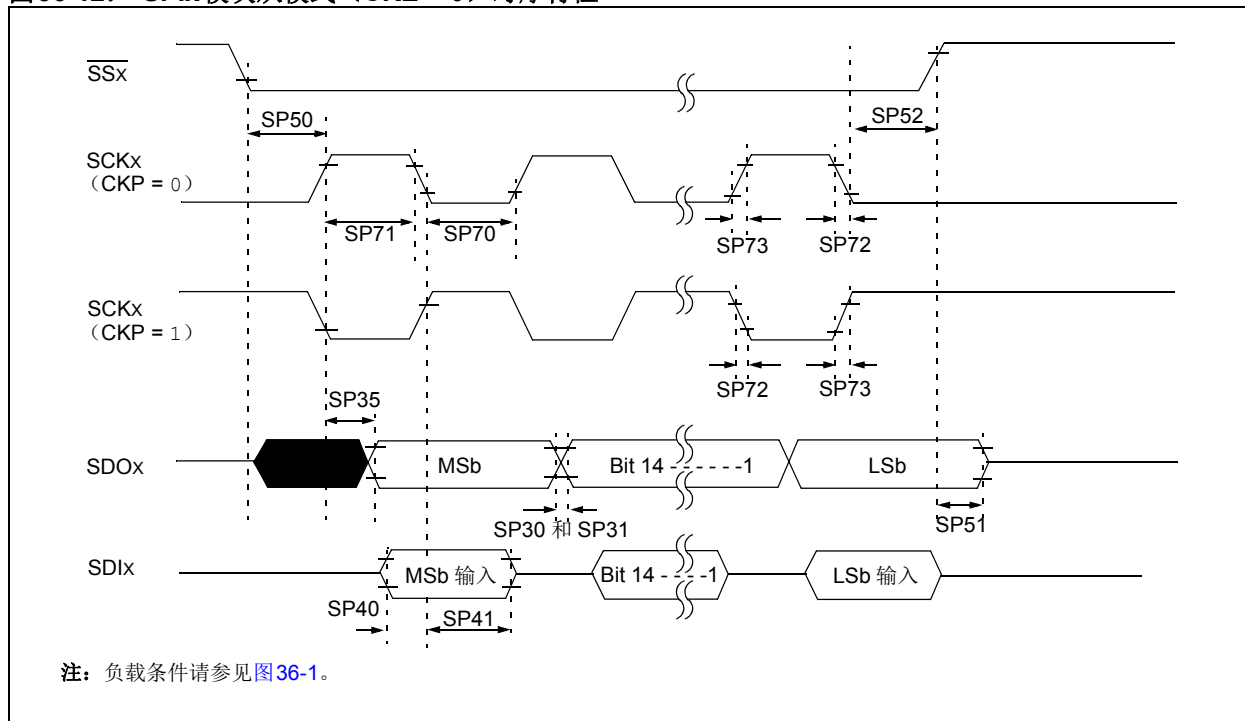 SSx
SP50
SP52
SCKx
（CKP = 0）
SP71
SP70
SP73
SP72
SCKx
（CKP = 1）
SP72
SP73
SP35
SDOx
MSb
Bit 14 - - - - - -1
LSb
SP30 和 SP31
SP51
SDIx
MSb 输入
Bit 14 - - - -1
LSb 输入
SP40
SP41
注：负载条件请参见图36-1。